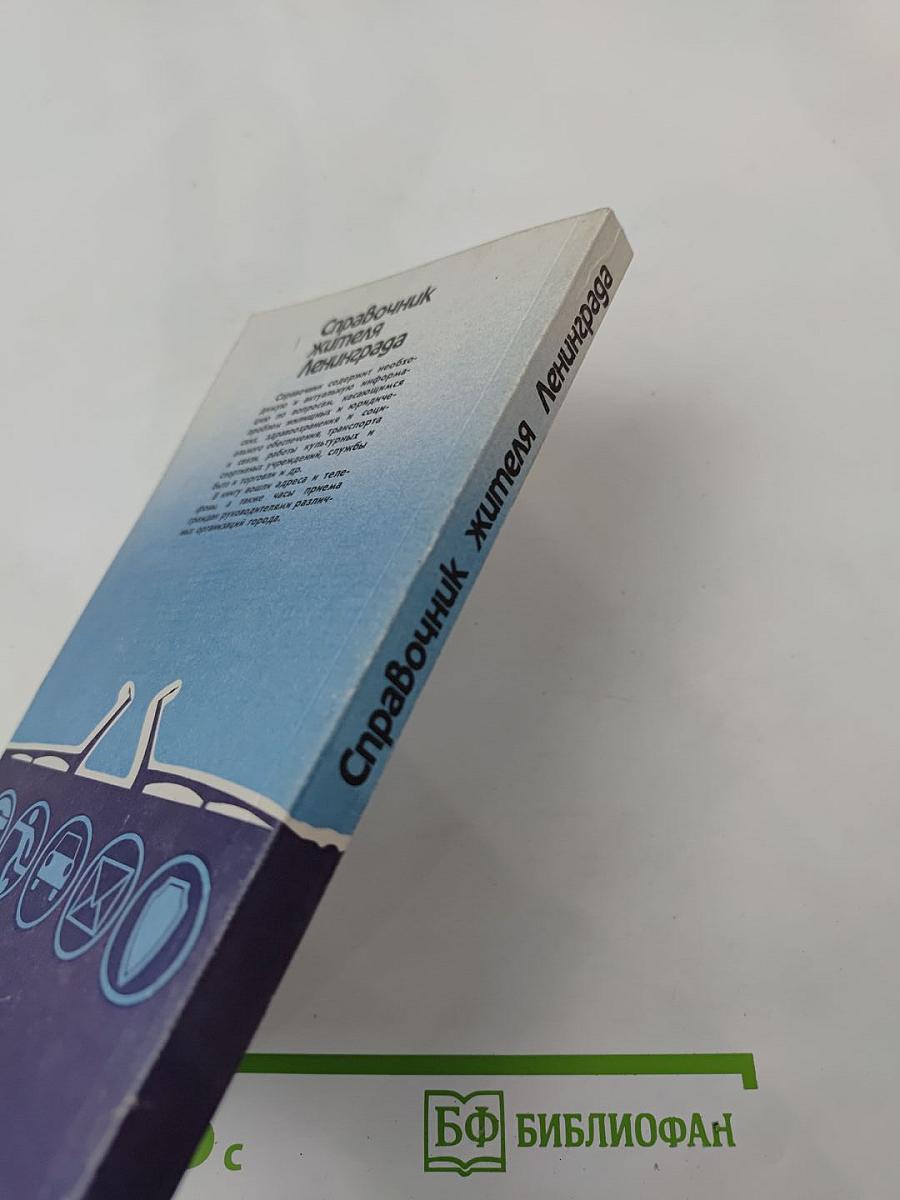 Справочник
жителя
Ленинграда
Справочник содержит необхо-
димую и актуальную информа-
цию по вопросам, касающимся
проблем жилищных и юридиче-
ских, здравоохранения и соци-
ального обеспечения, транспорта
и связи, работы культурных и
спортивных учреждений, службы
быта и торговли и др.
В книгу вошли адреса и теле-
фоны, а также часы приема
граждан руководителями различ-
ных организаций города.
Справочник жителя Ленинграда
с
БФ БИБЛИОФАН